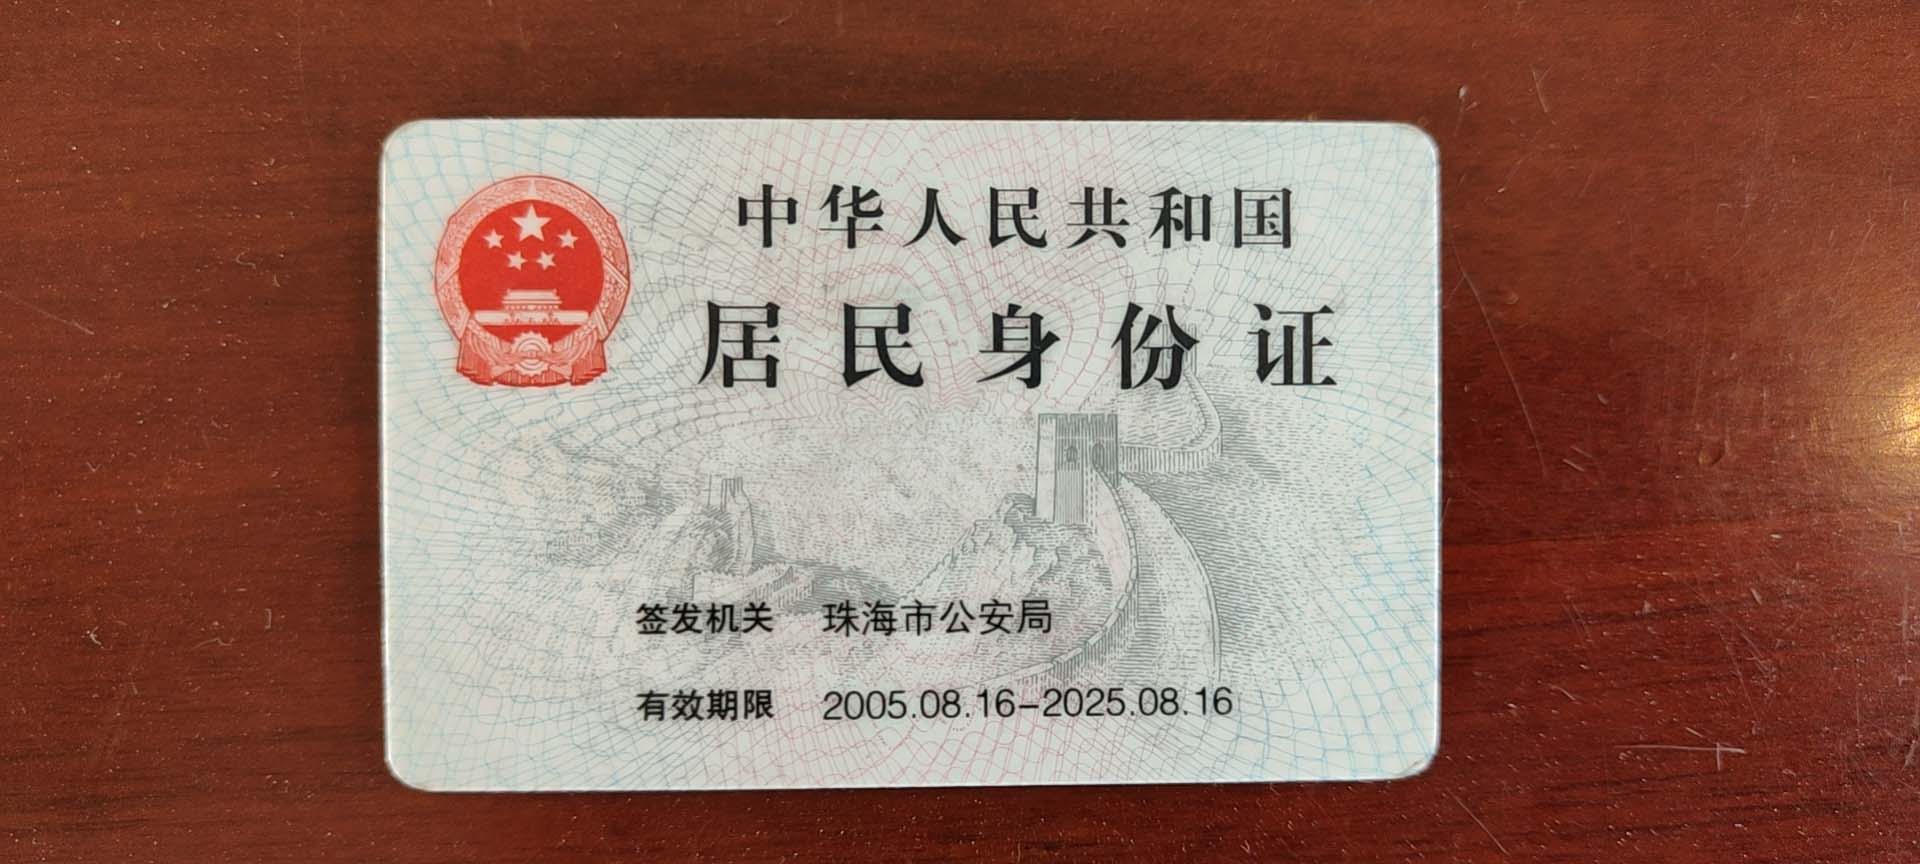 中华人民共和国
居民身份证
签发机关 珠海市公安局
有效期限 2005.08.16-2025.08.16